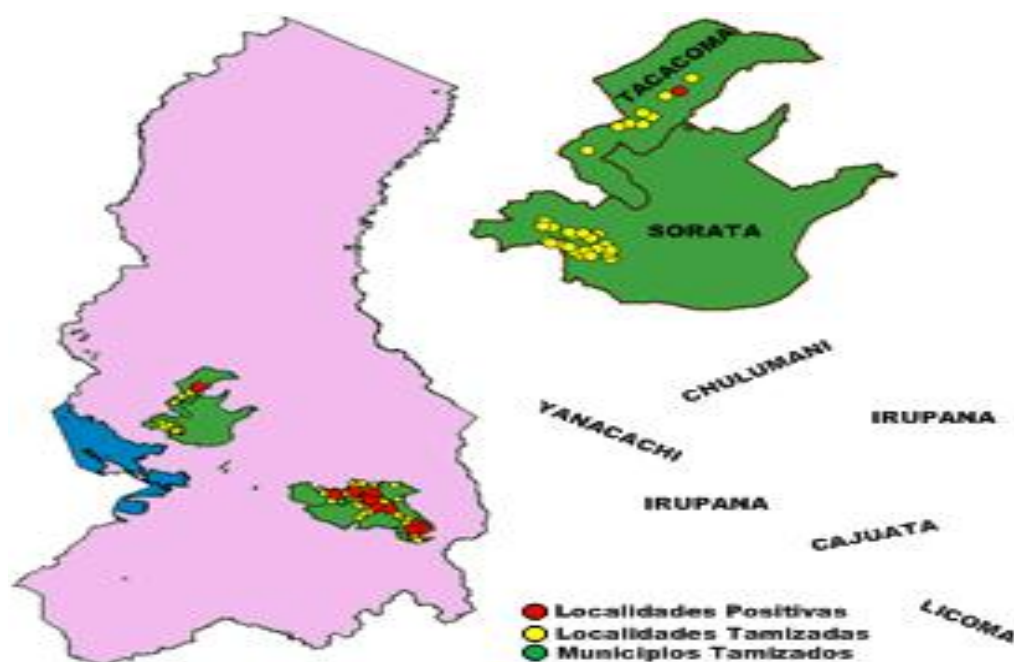 TACACOMA
SORATA
CHULUMANI
YANACACHI
IRUPANA
IRUPANA
CAJUATA
LICOMA
Localidades Positivas
Localidades Tamizadas
Municipios Tamizados